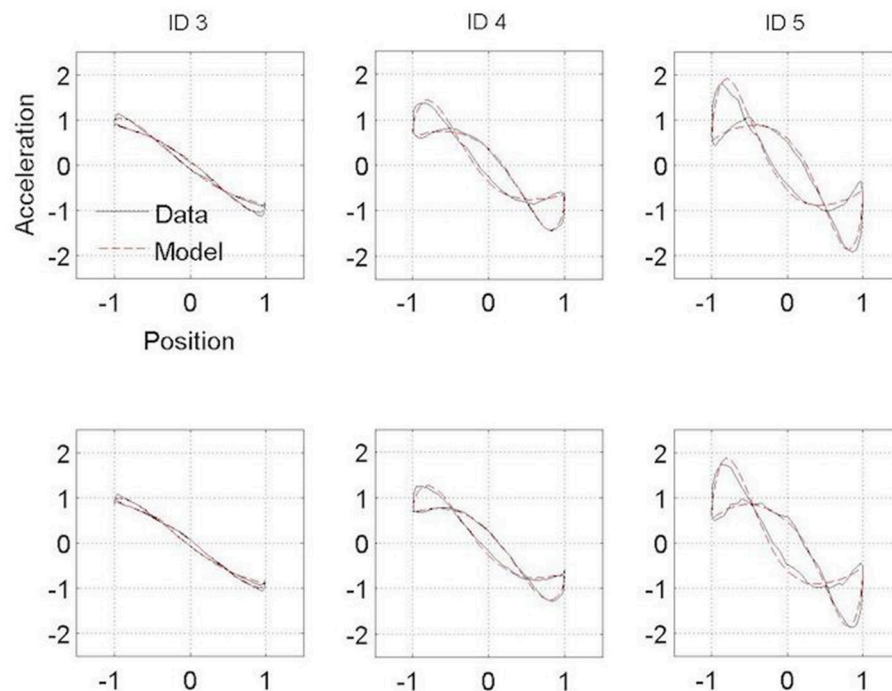 ID 3 ID 4 ID 5
2 2 2
1 1 1
0 0 0
-1 -1 -1
-2 -2 -2
Acceleration
Data
Model
-1 0 1 -1 0 1 -1 0 1
Position
2 2 2
1 1 1
0 0 0
-1 -1 -1
-2 -2 -2
-1 0 1 -1 0 1 -1 0 1